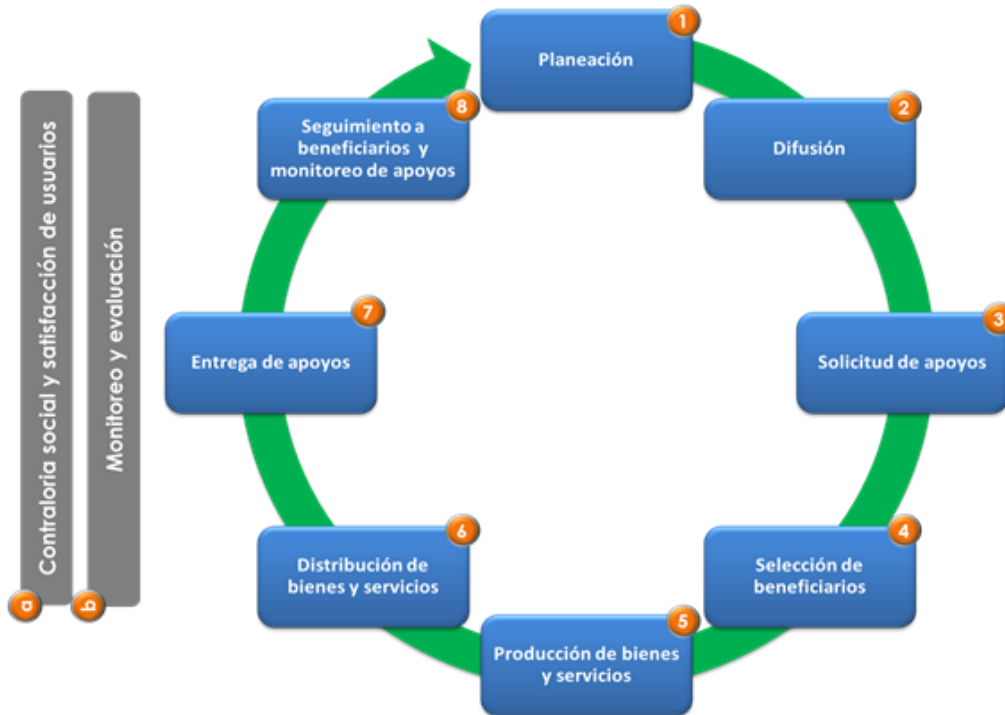 1
Planeación
2
Difusión
3
Solicitud de apoyos
4
Selección de
beneficiarios
5
Producción de bienes
y servicios
6
Distribución de
bienes y servicios
7
Entrega de apoyos
8
Seguimiento a
beneficiarios y
monitoreo de apoyos
a
Contraloria social y satisfacción de usuarios
b
Monitoreo y evaluación